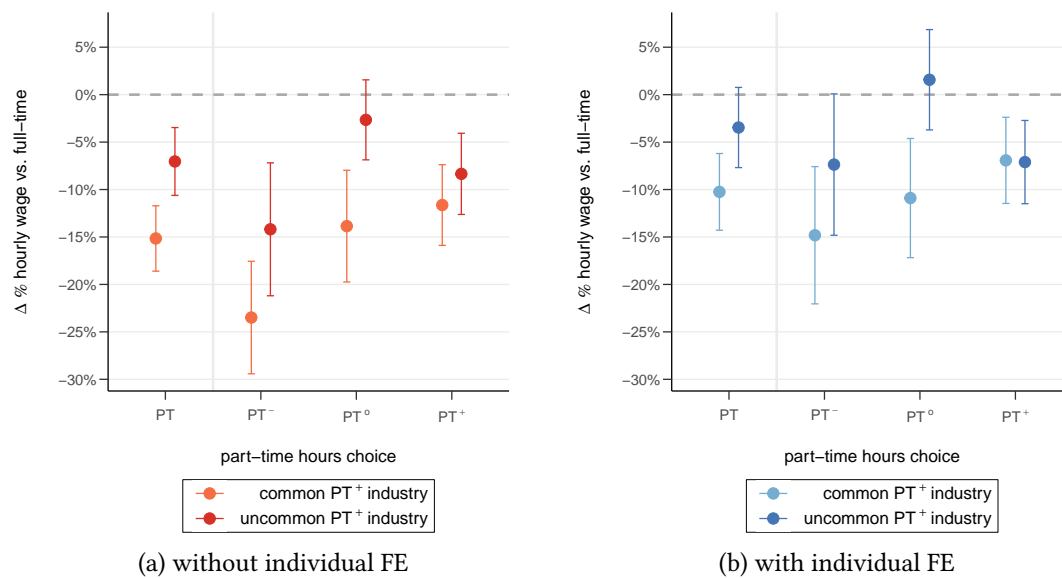 5%
0%
−5%
−10%
−15%
−20%
−25%
−30%
Δ % hourly wage vs. full−time
PT
PT⁻
PT⁰
PT⁺
part−time hours choice
common PT⁺ industry
uncommon PT⁺ industry
(a) without individual FE
5%
0%
−5%
−10%
−15%
−20%
−25%
−30%
Δ % hourly wage vs. full−time
PT
PT⁻
PT⁰
PT⁺
part−time hours choice
common PT⁺ industry
uncommon PT⁺ industry
(b) with individual FE